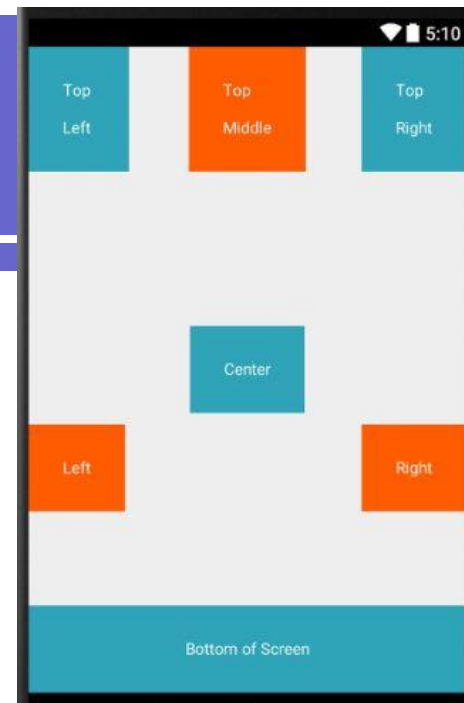 5:10
Top
Left
Top
Middle
Top
Right
Center
Left
Right
Bottom of Screen